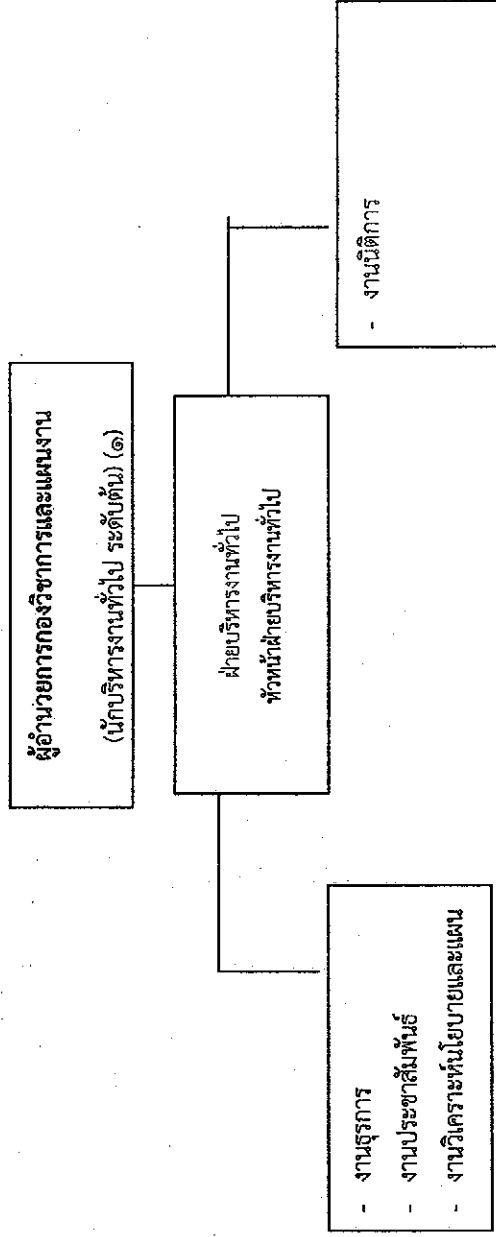 ผู้อำนวยการกองวิชาการและแผนงาน
(นักบริหารงานทั่วไป ระดับต้น) (๑)
ฝ่ายบริหารงานทั่วไป
หัวหน้าฝ่ายบริหารงานทั่วไป
- งานธุรการ
- งานประชาสัมพันธ์
- งานวิเคราะห์นโยบายและแผน
- งานนิติการ